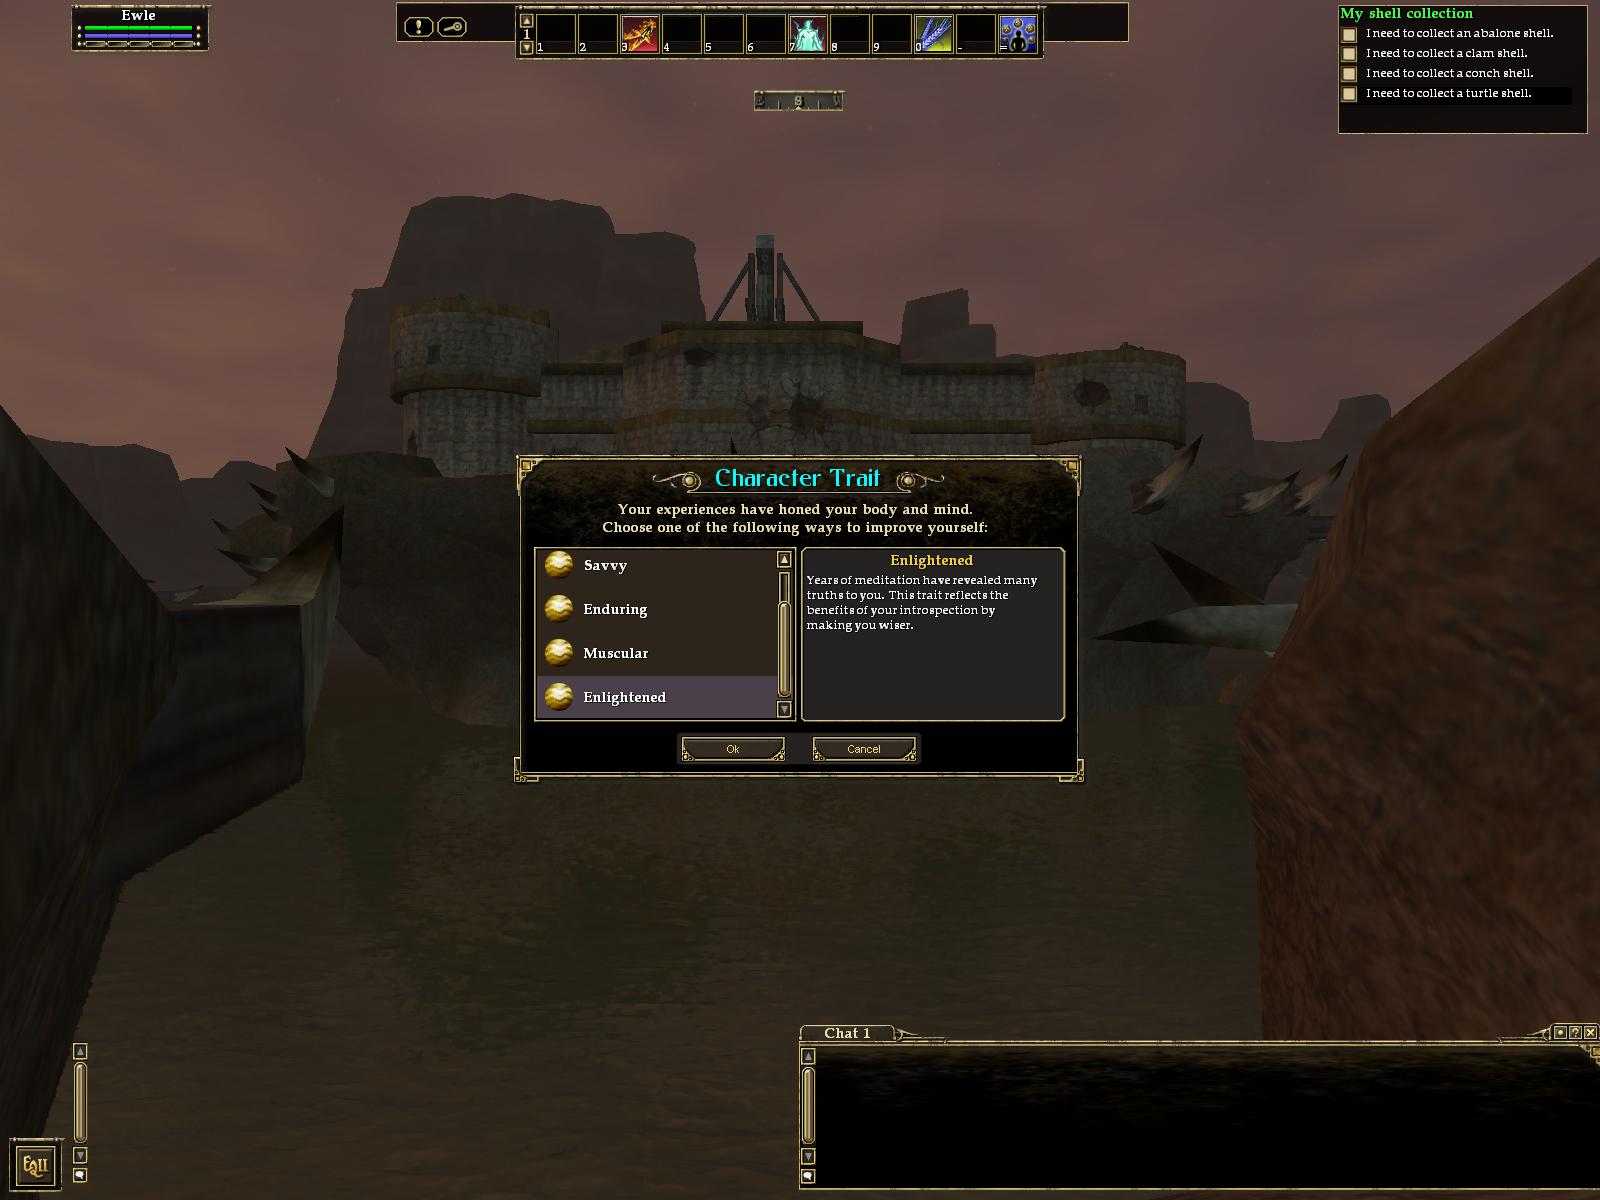 Ewle
1
1
2
3
4
5
6
7
8
9
0
-
=
E S W
My shell collection
I need to collect an abalone shell.
I need to collect a clam shell.
I need to collect a conch shell.
I need to collect a turtle shell.
Character Trait
Your experiences have honed your body and mind.
Choose one of the following ways to improve yourself:
Savvy
Enduring
Muscular
Enlightened
Enlightened
Years of meditation have revealed many
truths to you. This trait reflects the
benefits of your introspection by
making you wiser.
Ok
Cancel
Chat 1
?
EQII